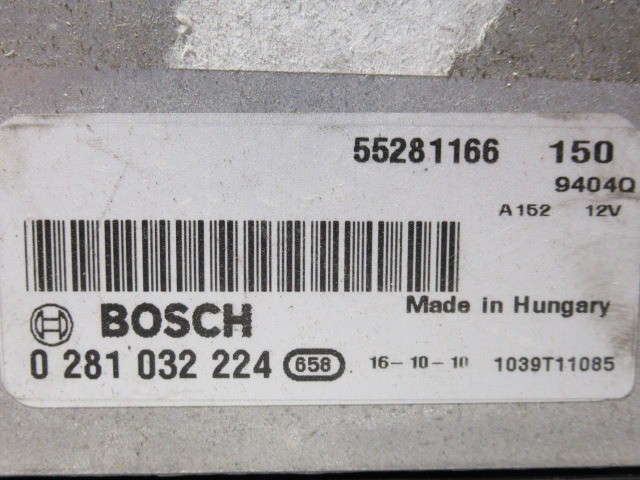 55281166 150
9404Q
A152 12V
Made in Hungary
BOSCH
0 281 032 224 658 16-10-10 1039T11085